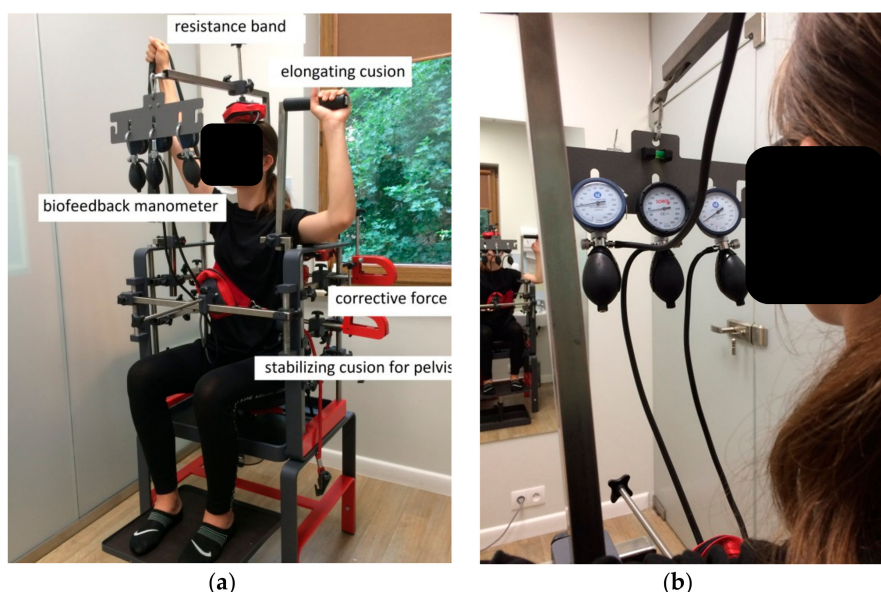 resistance band
elongating cusion
biofeedback manometer
corrective force
stabilizing cusion for pelvis
(a)
(b)